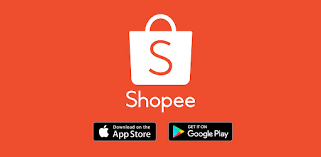 S
Shopee
Download on the
App Store
GET IT ON
Google Play